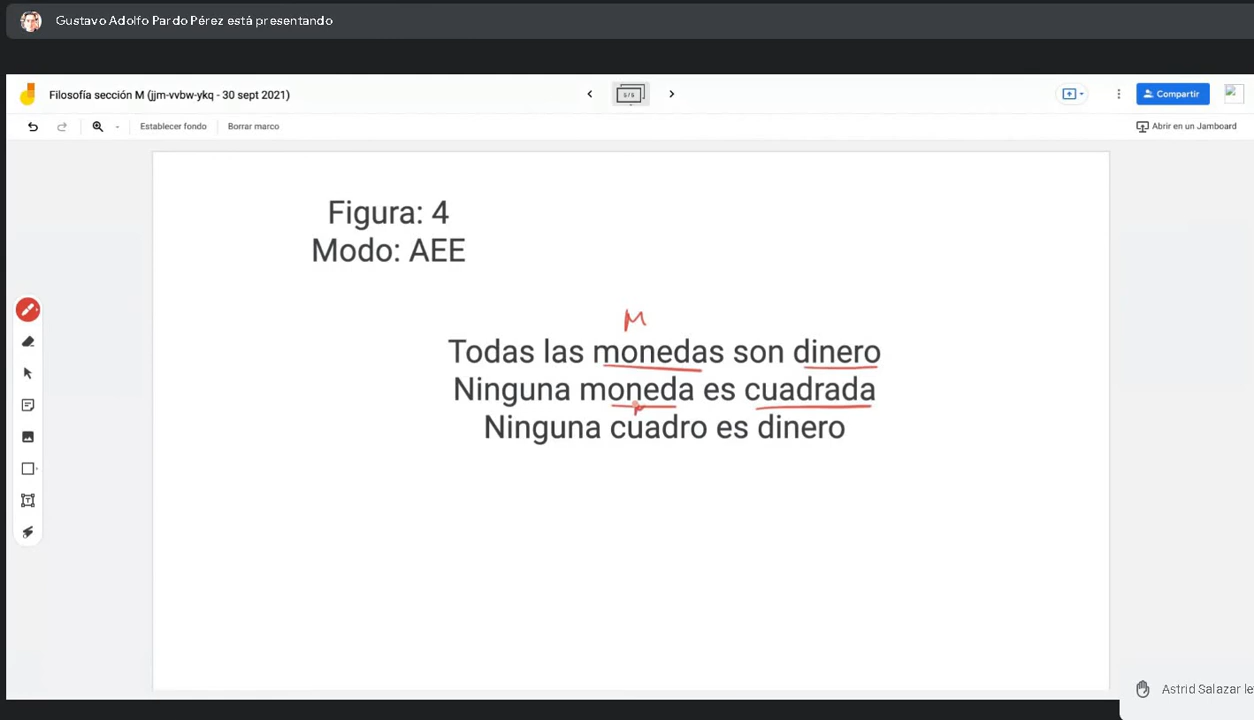 Gustavo Adolfo Pardo Pérez está presentando
Filosofía sección M (jjm-vvbw-ykq - 30 sept 2021)
5/5
Compartir
Establecer fondo
Borrar marco
Abrir en un Jamboard
Figura: 4
Modo: AEE
M
Todas las monedas son dinero
Ninguna moneda es cuadrada
Ninguna cuadro es dinero
Astrid Salazar le